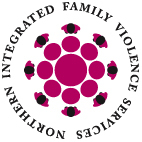 NORTHERN INTEGRATED FAMILY VIOLENCE SERVICES